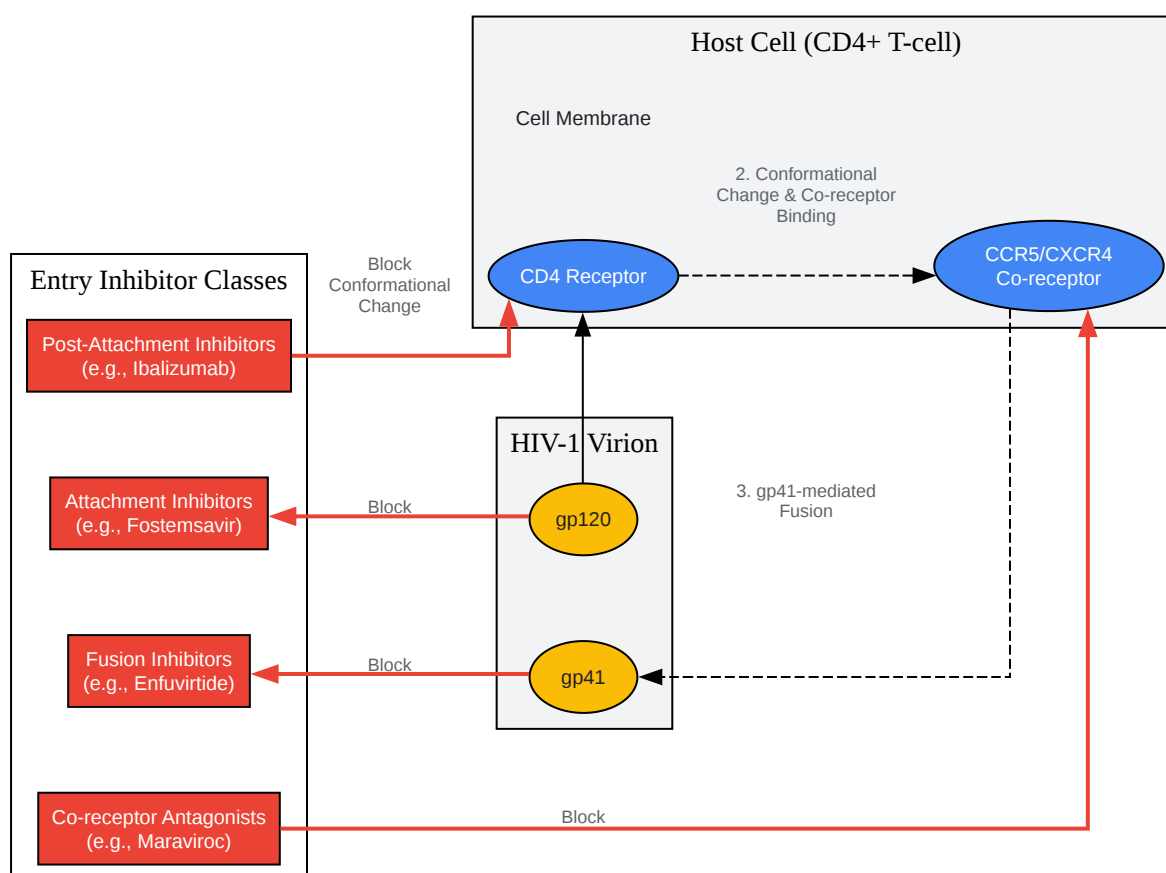 Host Cell (CD4+ T-cell)
Cell Membrane
2. Conformational
Change & Co-receptor
Binding
CD4 Receptor
CCR5/CXCR4
Co-receptor
Entry Inhibitor Classes
Block
Conformational
Change
Post-Attachment Inhibitors
(e.g., Ibalizumab)
HIV-1 Virion
Attachment Inhibitors
(e.g., Fostemsavir)
Block
gp120
3. gp41-mediated
Fusion
Fusion Inhibitors
(e.g., Enfuvirtide)
Block
gp41
Co-receptor Antagonists
(e.g., Maraviroc)
Block